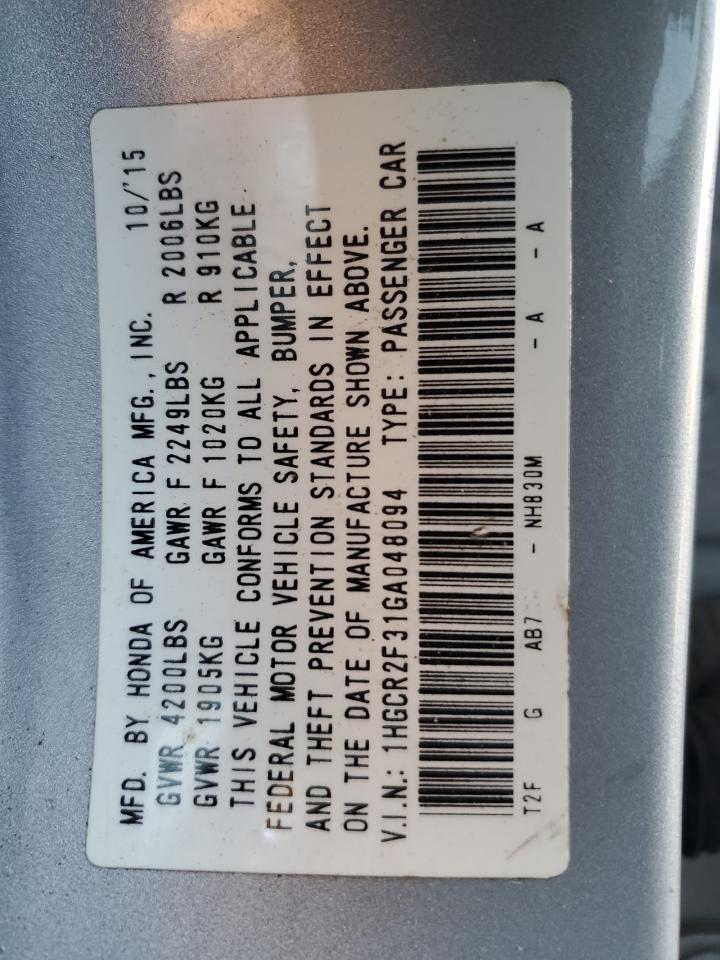 MFD. BY HONDA OF AMERICA MFG., INC. 10/'15
GVWR 4200LBS GAWR F 2249LBS R 2006LBS
GVWR 1905KG GAWR F 1020KG R 910KG
THIS VEHICLE CONFORMS TO ALL APPLICABLE
FEDERAL MOTOR VEHICLE SAFETY, BUMPER,
AND THEFT PREVENTION STANDARDS IN EFFECT
ON THE DATE OF MANUFACTURE SHOWN ABOVE.
V.I.N.: 1HGCR2F31GA048094 TYPE: PASSENGER CAR
T2F G AB7 - NH830M - A - A